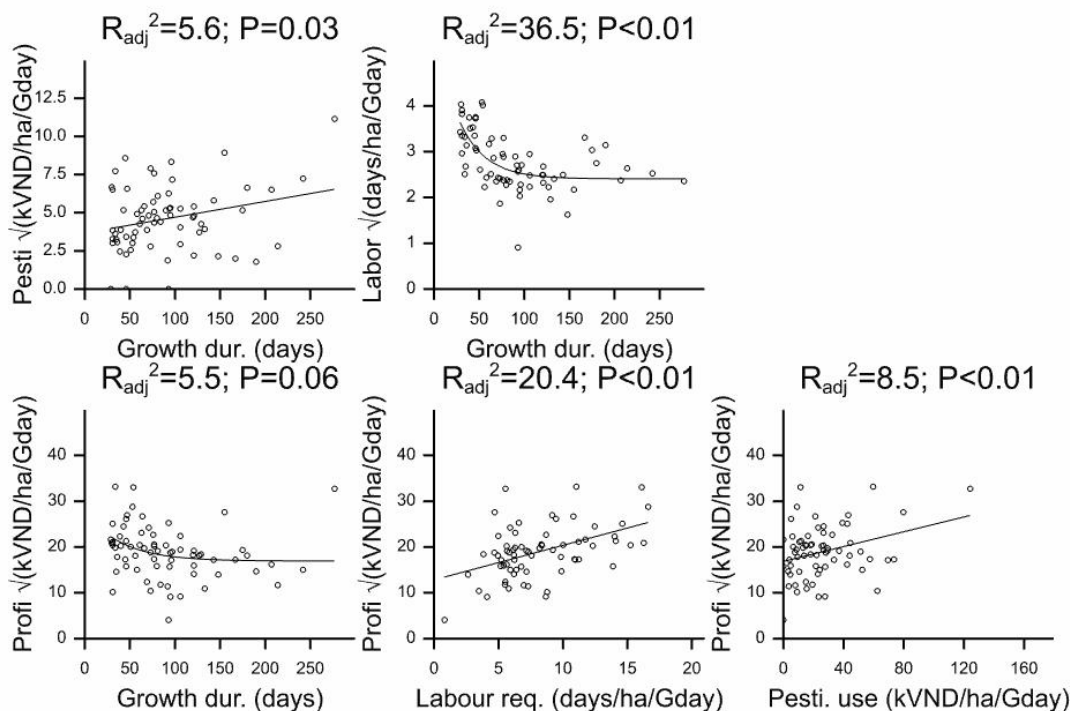 R_adj²=5.6; P=0.03
Pesti √(kVND/ha/Gday)
12.5
10.0
7.5
5.0
2.5
0.0
0 50 100 150 200 250
Growth dur. (days)
R_adj²=36.5; P<0.01
Labor √(days/ha/Gday)
4
3
2
1
0
0 50 100 150 200 250
Growth dur. (days)
R_adj²=5.5; P=0.06
Profi √(kVND/ha/Gday)
40
30
20
10
0
0 50 100 150 200 250
Growth dur. (days)
R_adj²=20.4; P<0.01
Profi √(kVND/ha/Gday)
40
30
20
10
0
0 5 10 15 20
Labour req. (days/ha/Gday)
R_adj²=8.5; P<0.01
Profi √(kVND/ha/Gday)
40
30
20
10
0
0 40 80 120 160
Pesti. use (kVND/ha/Gday)